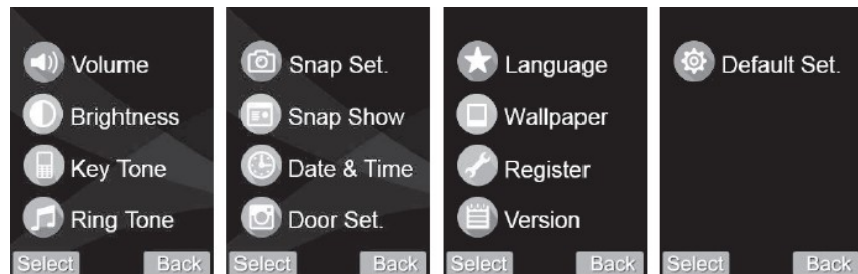 Volume
Brightness
Key Tone
Ring Tone
Select Back
Snap Set.
Snap Show
Date & Time
Door Set.
Select Back
Language
Wallpaper
Register
Version
Select Back
Default Set.
Select Back